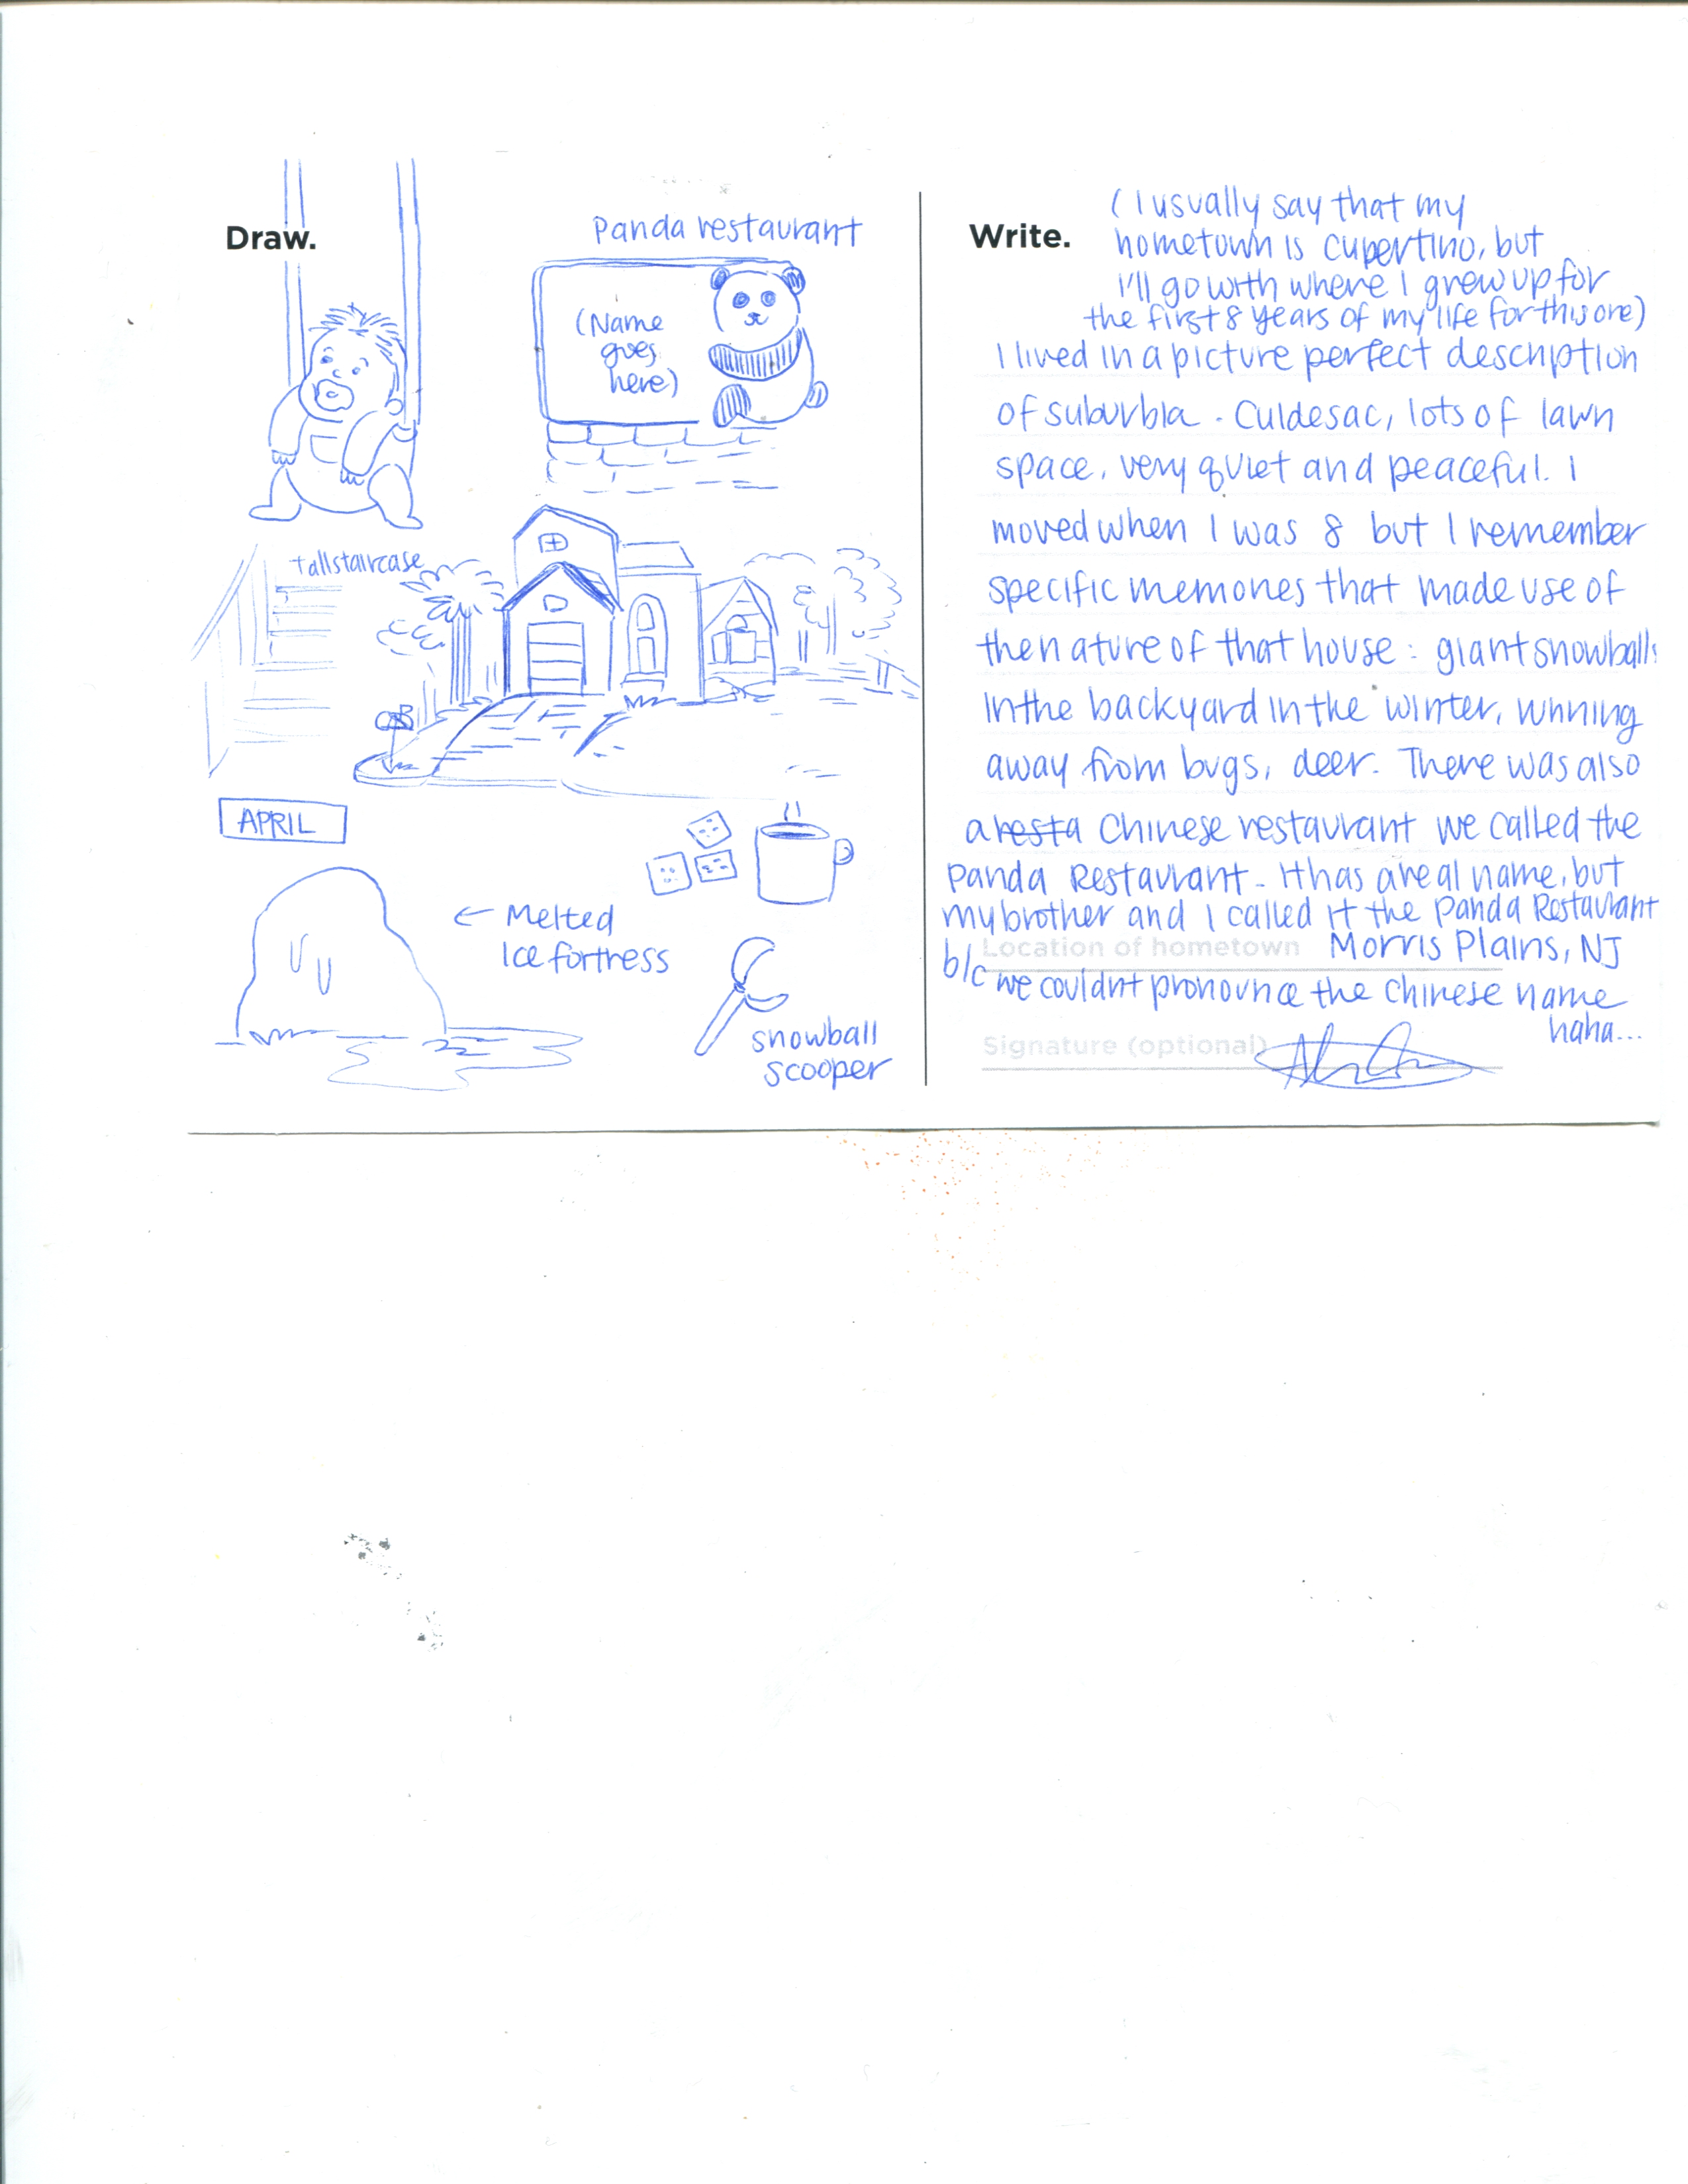 Draw.
Panda restaurant
(Name
goes
here)
tall staircase
APRIL
← Melted
Ice fortress
snowball
scooper
Write.
(I usually say that my
hometown is Cupertino, but
I'll go with where I grew up for
the first 8 years of my life for this one)
I lived in a picture perfect description
of suburbia. Culdesac, lots of lawn
space, very quiet and peaceful. I
moved when I was 8 but I remember
specific memories that made use of
the nature of that house: giant snowballs
in the backyard in the winter, running
away from bugs, deer. There was also
a resta Chinese restaurant we called the
Panda Restaurant - It has a real name, but
my brother and I called it the Panda Restaurant
Location of hometown Morris Plains, NJ
b/c we couldnt pronounce the Chinese name
haha...
Signature (optional)